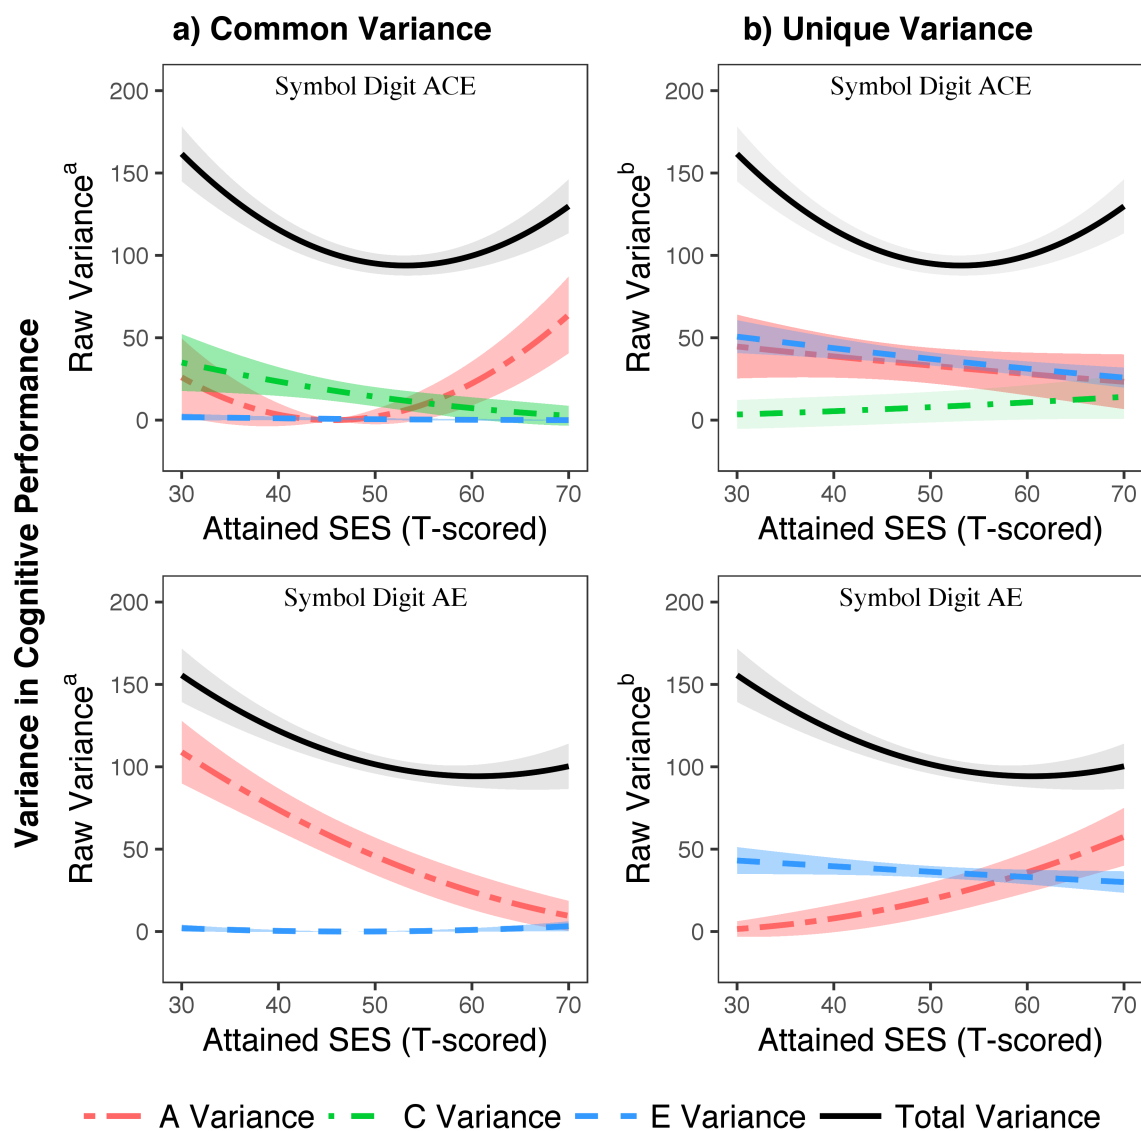 a) Common Variance
b) Unique Variance
Variance in Cognitive Performance
Symbol Digit ACE
Raw Varianceᵃ
200
150
100
50
0
30 40 50 60 70
Attained SES (T-scored)
Symbol Digit ACE
Raw Varianceᵇ
200
150
100
50
0
30 40 50 60 70
Attained SES (T-scored)
Symbol Digit AE
Raw Varianceᵃ
200
150
100
50
0
30 40 50 60 70
Attained SES (T-scored)
Symbol Digit AE
Raw Varianceᵇ
200
150
100
50
0
30 40 50 60 70
Attained SES (T-scored)
A Variance C Variance E Variance Total Variance